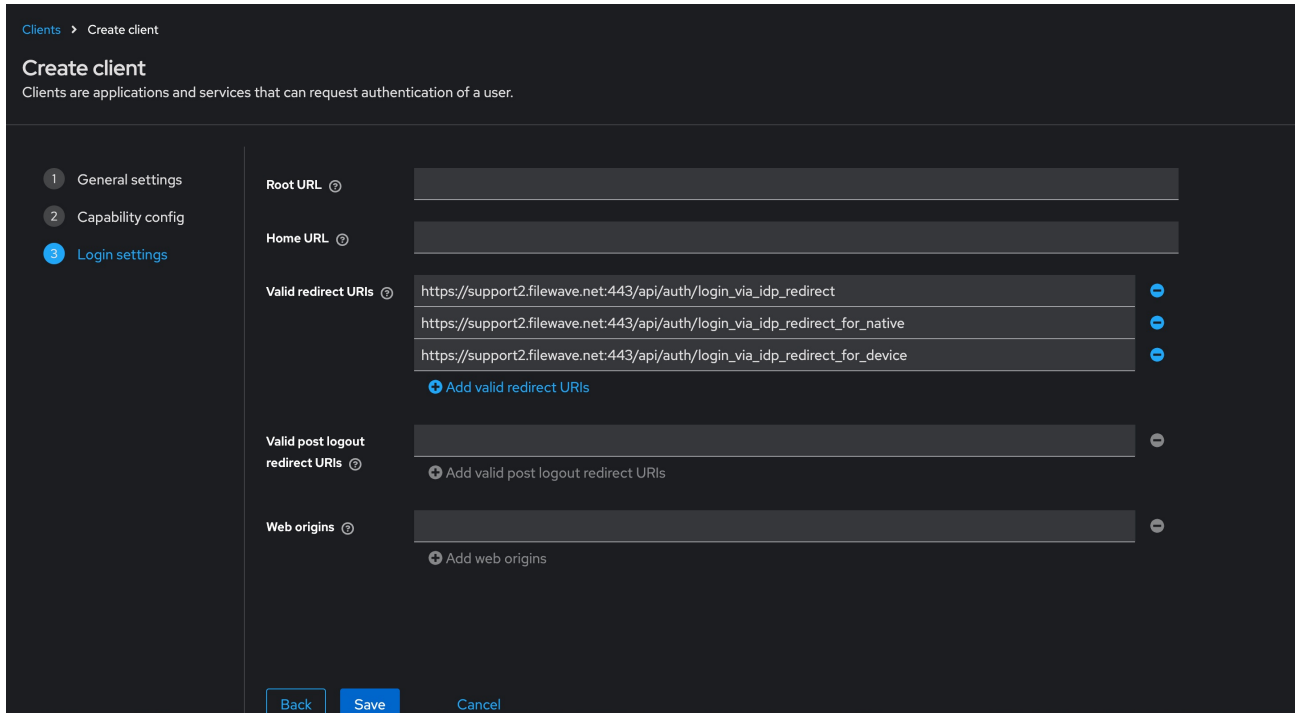 Clients > Create client
Create client
Clients are applications and services that can request authentication of a user.
1 General settings
2 Capability config
3 Login settings
Root URL
Home URL
Valid redirect URIs
https://support2.filewave.net:443/api/auth/login_via_idp_redirect
https://support2.filewave.net:443/api/auth/login_via_idp_redirect_for_native
https://support2.filewave.net:443/api/auth/login_via_idp_redirect_for_device
Add valid redirect URIs
Valid post logout
redirect URIs
Add valid post logout redirect URIs
Web origins
Add web origins
Back Save Cancel